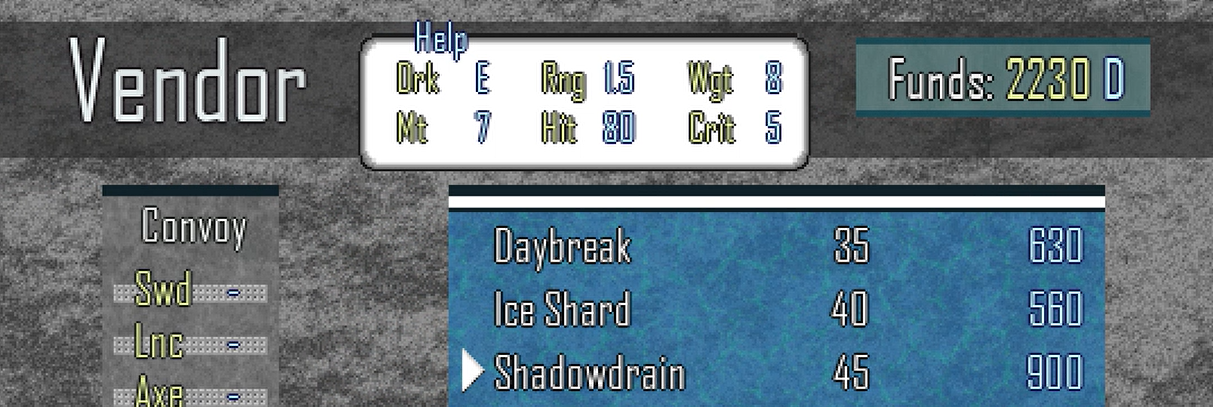 Help
Vendor
Drk E Rng 1.5 Wgt 8
Mt 7 Hit 80 Crit 5
Funds: 2230 D
Convoy
Swd -
Lnc -
Axe -
Daybreak 35 630
Ice Shard 40 560
Shadowdrain 45 900